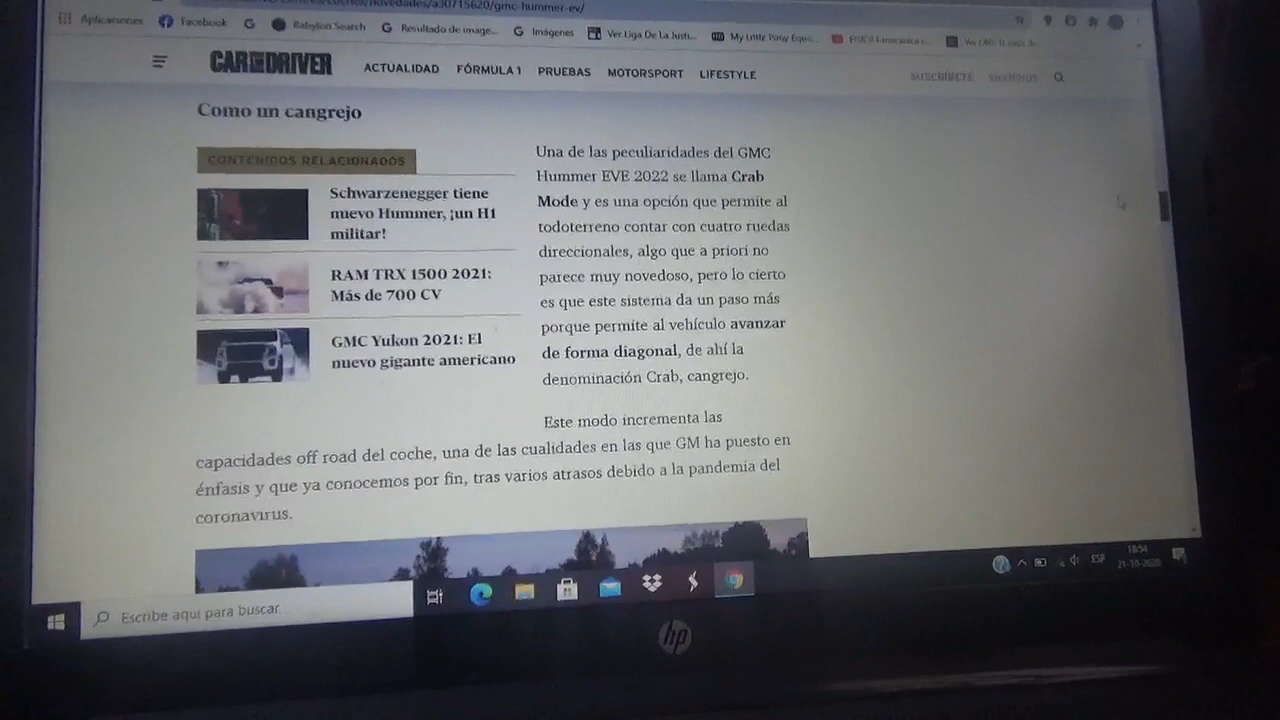 novedades/a30715620/gmc-hummer-ev/
Aplicaciones Facebook Babylon Search Resultado de image... Imágenes Ver Liga De La Justi... My Little Pony Eque...
CAR AND DRIVER ACTUALIDAD FÓRMULA 1 PRUEBAS MOTORSPORT LIFESTYLE SUSCRÍBETE
Como un cangrejo
CONTENIDOS RELACIONADOS
Schwarzenegger tiene
nuevo Hummer, ¡un H1
militar!
RAM TRX 1500 2021:
Más de 700 CV
GMC Yukon 2021: El
nuevo gigante americano
Una de las peculiaridades del GMC
Hummer EVE 2022 se llama Crab
Mode y es una opción que permite al
todoterreno contar con cuatro ruedas
direccionales, algo que a priori no
parece muy novedoso, pero lo cierto
es que este sistema da un paso más
porque permite al vehículo avanzar
de forma diagonal, de ahí la
denominación Crab, cangrejo.
Este modo incrementa las
capacidades off road del coche, una de las cualidades en las que GM ha puesto en
énfasis y que ya conocemos por fin, tras varios atrasos debido a la pandemia del
coronavirus.
Escribe aquí para buscar.
ESP
18:54
21-10-2020
hp